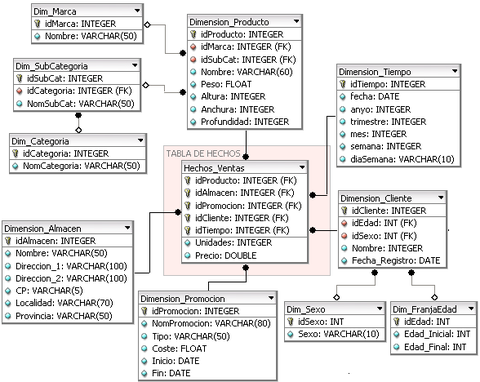 Dim_Marca
idMarca: INTEGER
Nombre: VARCHAR(50)
Dimension_Producto
idProducto: INTEGER
idMarca: INTEGER (FK)
idSubCat: INTEGER (FK)
Nombre: VARCHAR(60)
Peso: FLOAT
Altura: INTEGER
Anchura: INTEGER
Profundidad: INTEGER
Dim_SubCategoria
idSubCat: INTEGER
idCategoria: INTEGER (FK)
NomSubCat: VARCHAR(50)
Dimension_Tiempo
idTiempo: INTEGER
fecha: DATE
anyo: INTEGER
trimestre: INTEGER
mes: INTEGER
semana: INTEGER
diaSemana: VARCHAR(10)
Dim_Categoria
idCategoria: INTEGER
NomCategoria: VARCHAR(50)
TABLA DE HECHOS
Hechos_Ventas
idProducto: INTEGER (FK)
idAlmacen: INTEGER (FK)
idPromocion: INTEGER (FK)
idCliente: INTEGER (FK)
idTiempo: INTEGER (FK)
Unidades: INTEGER
Precio: DOUBLE
Dimension_Cliente
idCliente: INTEGER
idEdad: INT (FK)
idSexo: INT (FK)
Nombre: INTEGER
Fecha_Registro: DATE
Dimension_Almacen
idAlmacen: INTEGER
Nombre: VARCHAR(50)
Direccion_1: VARCHAR(100)
Direccion_2: VARCHAR(100)
CP: VARCHAR(5)
Localidad: VARCHAR(70)
Provincia: VARCHAR(50)
Dimension_Promocion
idPromocion: INTEGER
NomPromocion: VARCHAR(80)
Tipo: VARCHAR(50)
Coste: FLOAT
Inicio: DATE
Fin: DATE
Dim_Sexo
idSexo: INT
Sexo: VARCHAR(10)
Dim_FranjaEdad
idEdad: INT
Edad_Inicial: INT
Edad_Final: INT